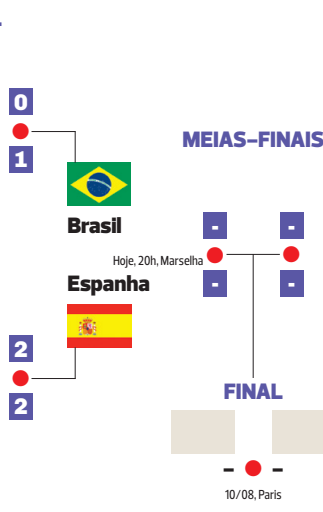 0
1
MEIAS-FINAIS
Brasil
- -
Hoje, 20h, Marselha
Espanha
- -
2
2
FINAL
- -
10/08, Paris